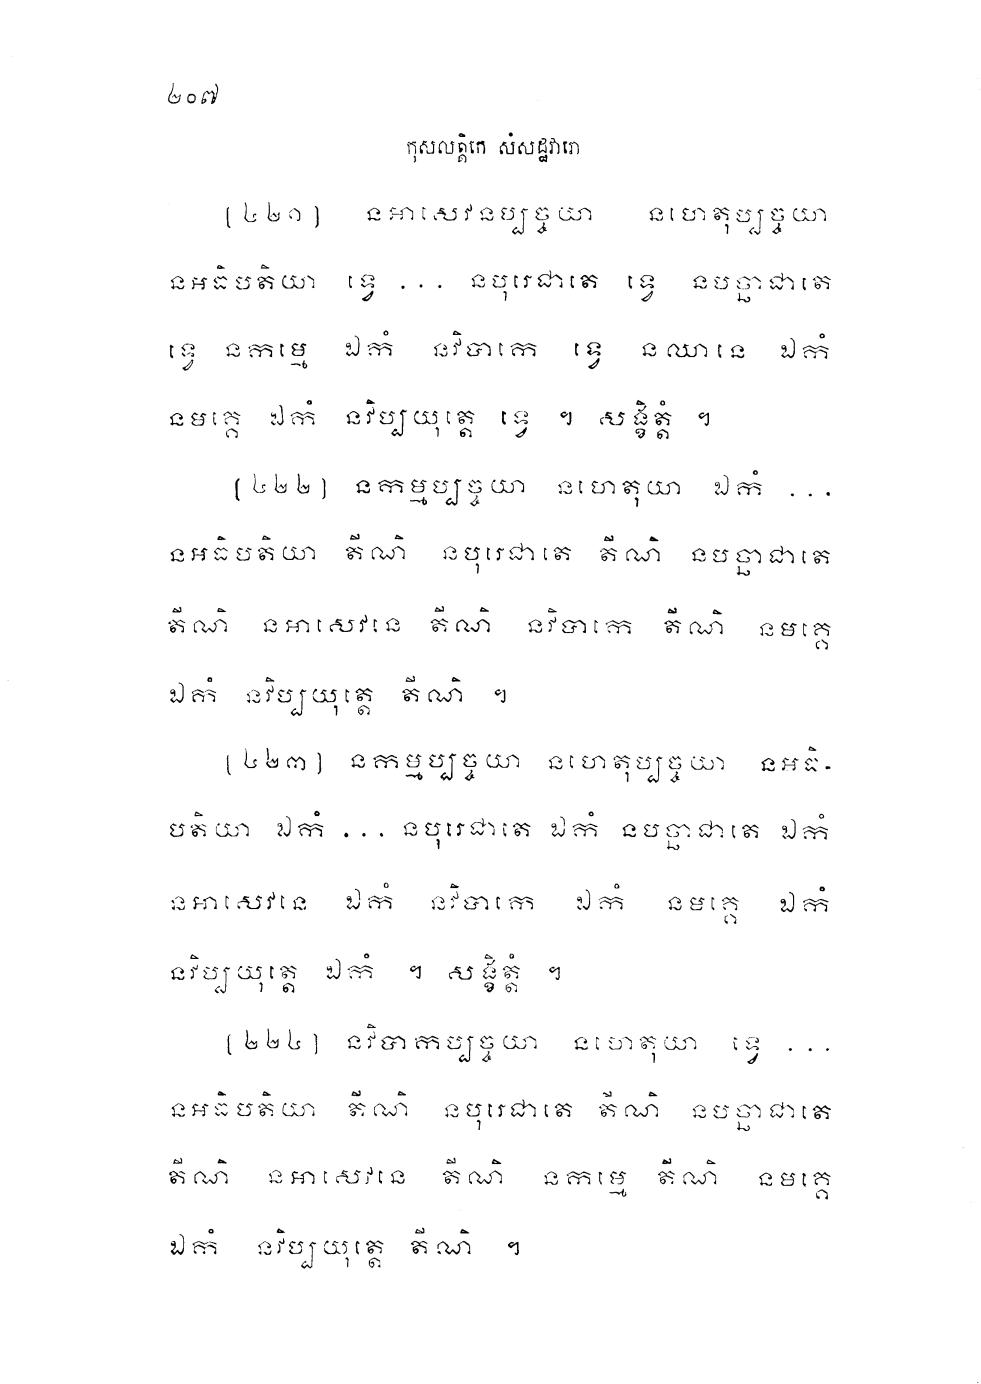 ២០៧
កុសលត្តិកេ សំសដ្ឋវារោ
(៤២១) នអាសេវនប្បច្ចយា នហេតុប្បច្ចយា
នអធិបតិយា ទ្វេ ... នបុរេជាតេ ទ្វេ នបច្ឆាជាតេ
ទ្វេ នកម្មេ ឯកំ នវិបាកេ ទ្វេ នឈានេ ឯកំ
នមគ្គេ ឯកំ នវិប្បយុត្តេ ទ្វេ ។ សង្ខិត្តំ ។
(៤២២) នកម្មប្បច្ចយា នហេតុយា ឯកំ ...
នអធិបតិយា តីណិ នបុរេជាតេ តីណិ នបច្ឆាជាតេ
តីណិ នអាសេវនេ តីណិ នវិបាកេ តីណិ នមគ្គេ
ឯកំ នវិប្បយុត្តេ តីណិ ។
(៤២៣) នកម្មប្បច្ចយា នហេតុប្បច្ចយា នអធិ-
បតិយា ឯកំ ... នបុរេជាតេ ឯកំ នបច្ឆាជាតេ ឯកំ
នអាសេវនេ ឯកំ នវិបាកេ ឯកំ នមគ្គេ ឯកំ
នវិប្បយុត្តេ ឯកំ ។ សង្ខិត្តំ ។
(២២៤) នវិបាកប្បច្ចយា នហេតុយា ទ្វេ ...
នអធិបតិយា តីណិ នបុរេជាតេ តីណិ នបច្ឆាជាតេ
តីណិ នអាសេវនេ តីណិ នកម្មេ តីណិ នមគ្គេ
ឯកំ នវិប្បយុត្តេ តីណិ ។